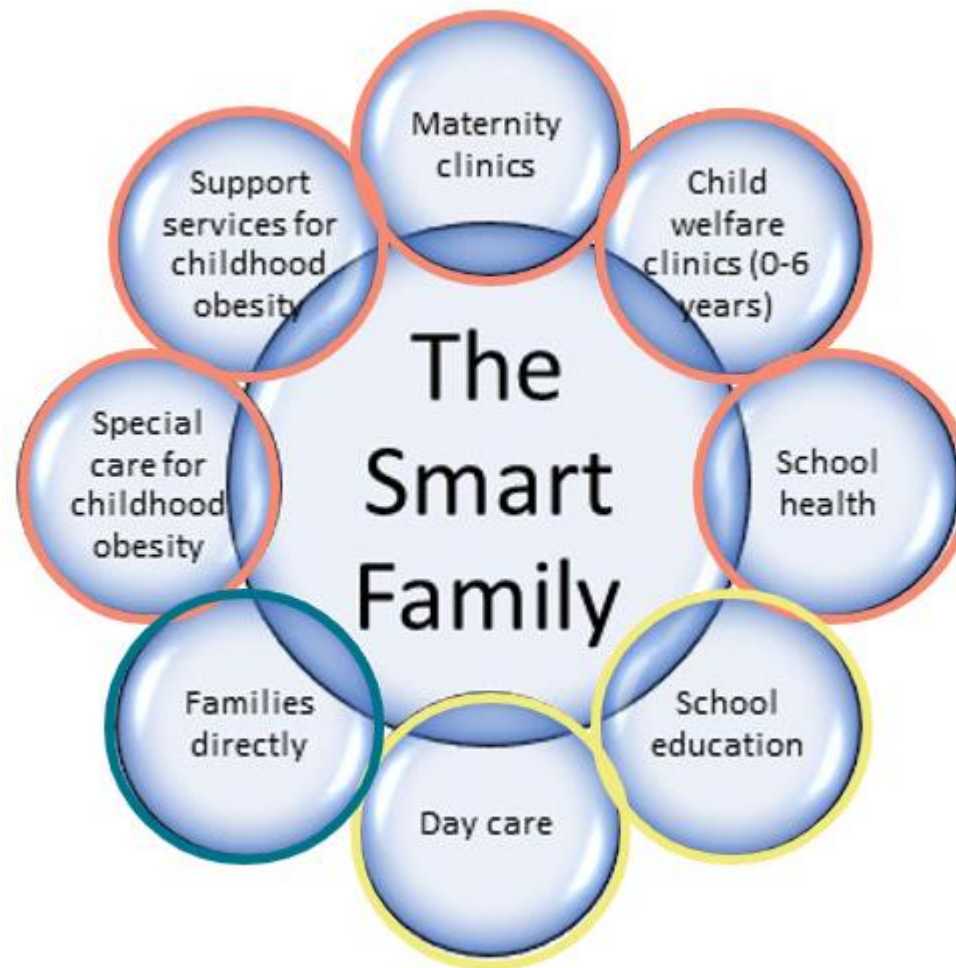 Maternity
clinics
Child
welfare
clinics (0-6
years)
School
health
School
education
Day care
Families
directly
Special
care for
childhood
obesity
Support
services for
childhood
obesity
The
Smart
Family